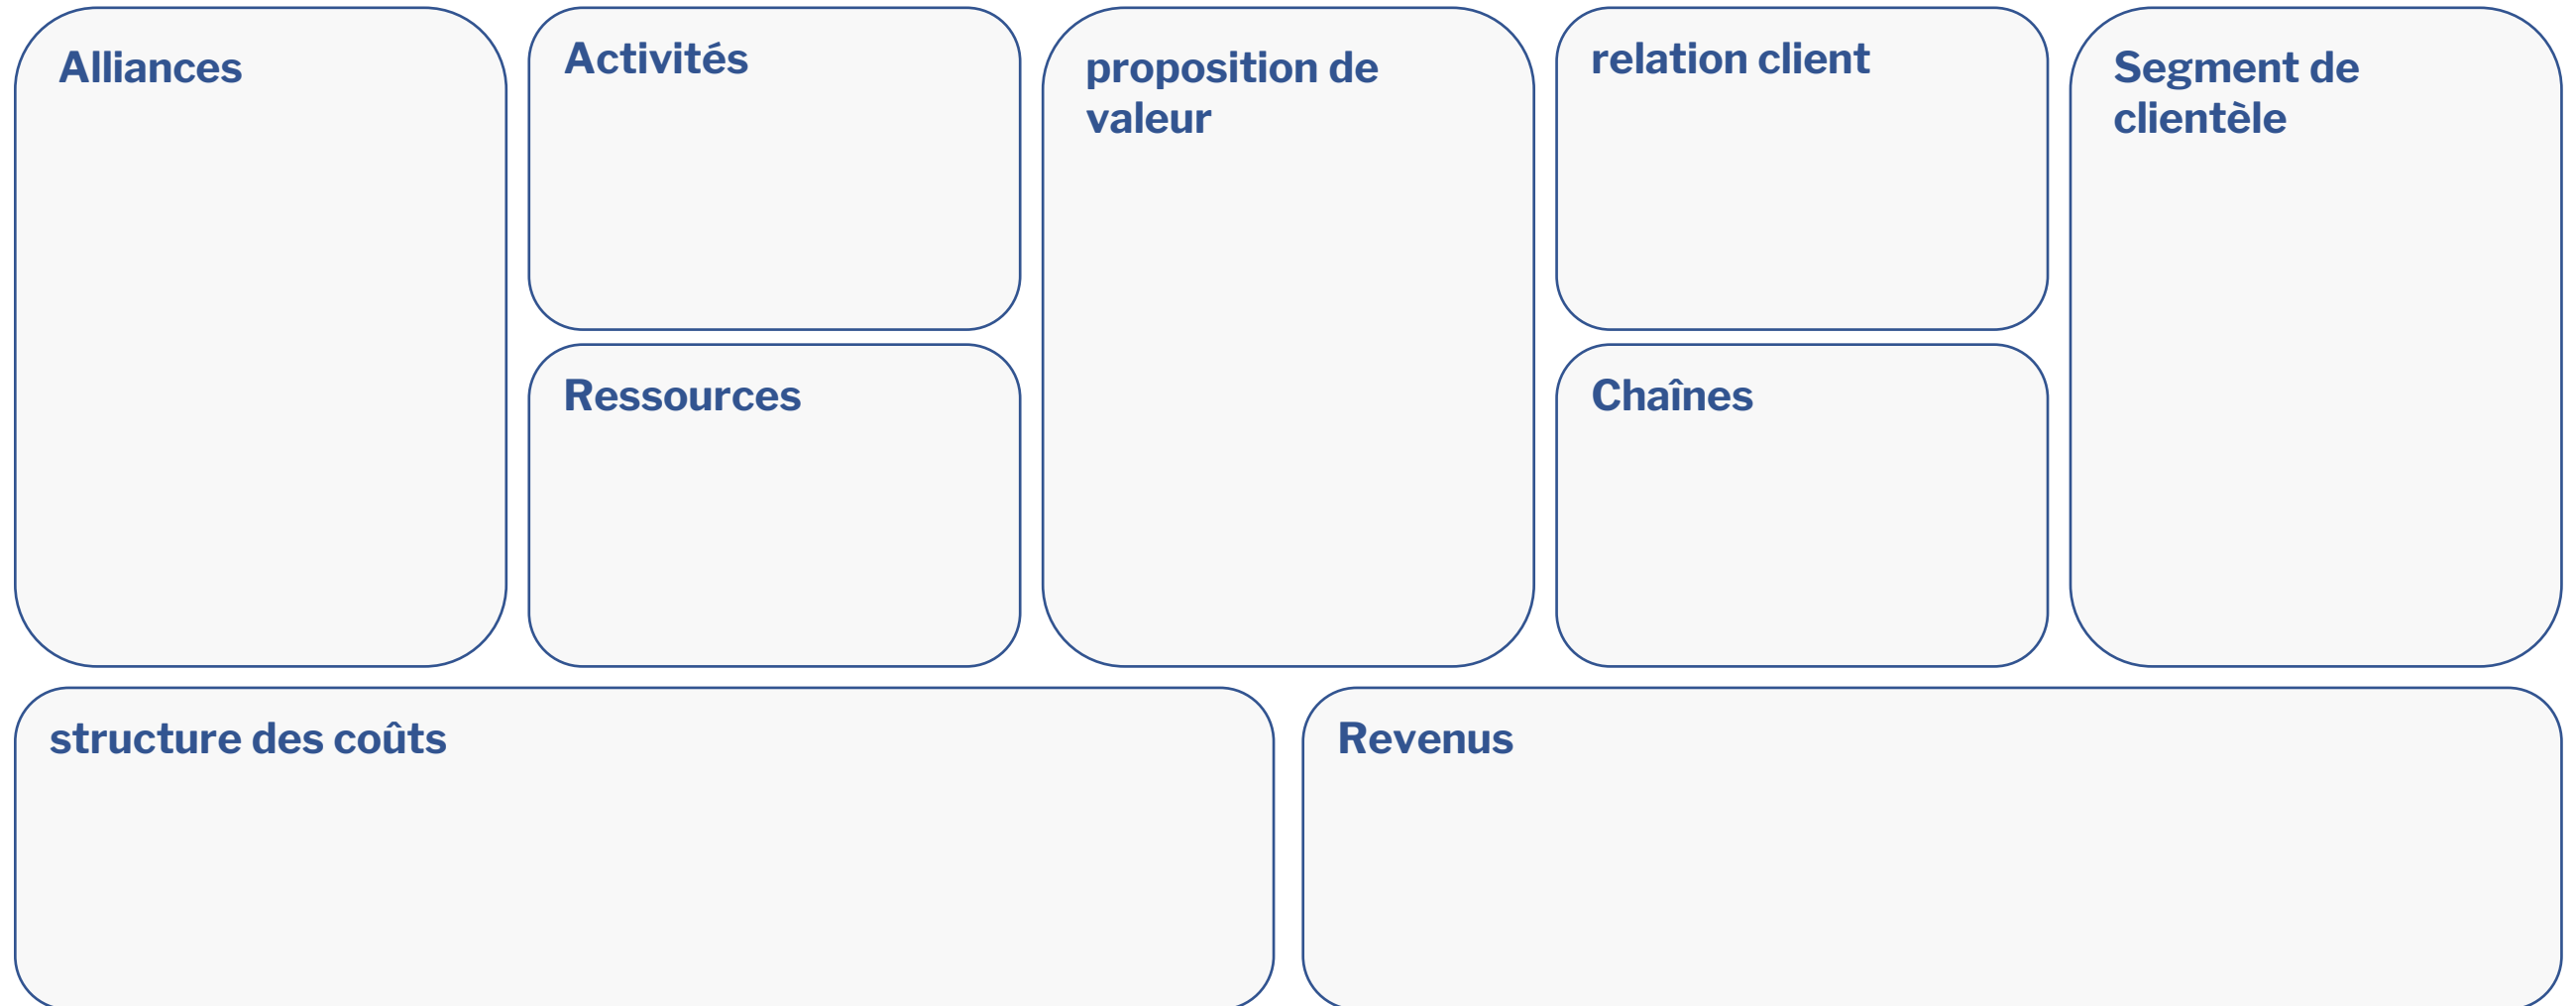 Alliances
Activités
Ressources
proposition de
valeur
relation client
Chaînes
Segment de
clientèle
structure des coûts
Revenus